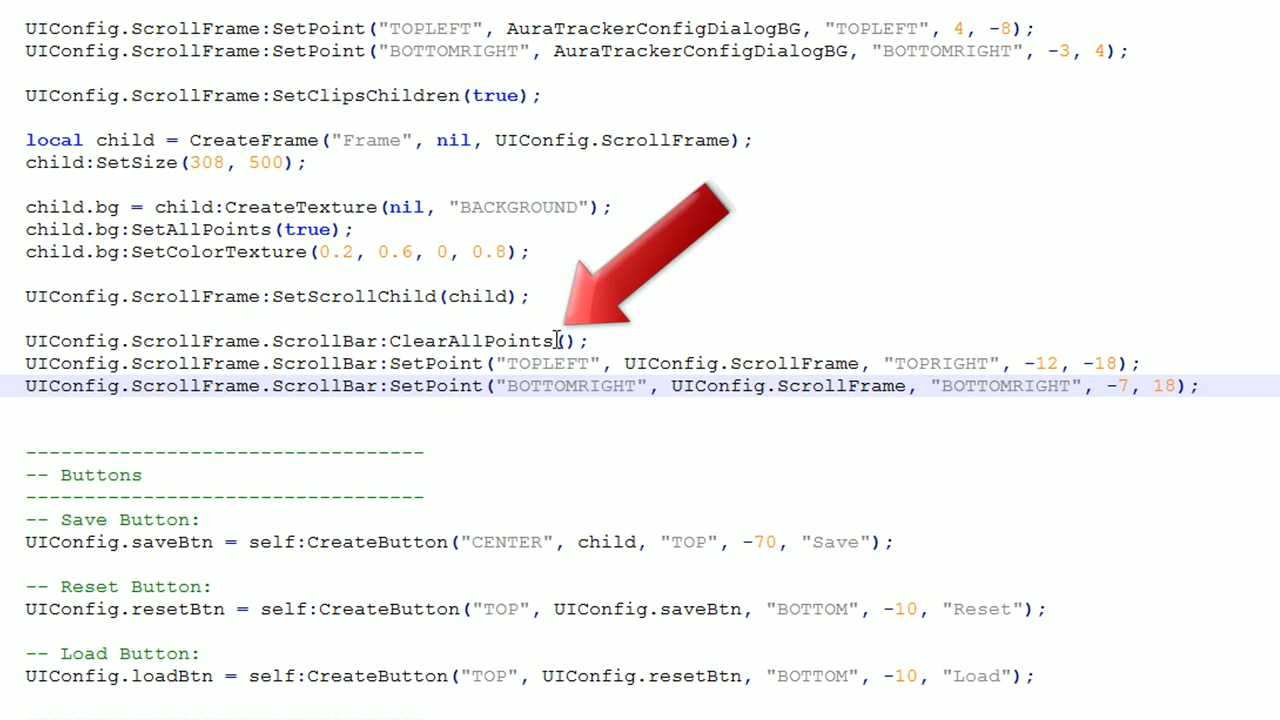 UIConfig.ScrollFrame:SetPoint("TOPLEFT", AuraTrackerConfigDialogBG, "TOPLEFT", 4, -8);
UIConfig.ScrollFrame:SetPoint("BOTTOMRIGHT", AuraTrackerConfigDialogBG, "BOTTOMRIGHT", -3, 4);
UIConfig.ScrollFrame:SetClipsChildren(true);
local child = CreateFrame("Frame", nil, UIConfig.ScrollFrame);
child:SetSize(308, 500);
child.bg = child:CreateTexture(nil, "BACKGROUND");
child.bg:SetAllPoints(true);
child.bg:SetColorTexture(0.2, 0.6, 0, 0.8);
UIConfig.ScrollFrame:SetScrollChild(child);
UIConfig.ScrollFrame.ScrollBar:ClearAllPoints();
UIConfig.ScrollFrame.ScrollBar:SetPoint("TOPLEFT", UIConfig.ScrollFrame, "TOPRIGHT", -12, -18);
UIConfig.ScrollFrame.ScrollBar:SetPoint("BOTTOMRIGHT", UIConfig.ScrollFrame, "BOTTOMRIGHT", -7, 18);
----------------------------------
-- Buttons
----------------------------------
-- Save Button:
UIConfig.saveBtn = self:CreateButton("CENTER", child, "TOP", -70, "Save");
-- Reset Button:
UIConfig.resetBtn = self:CreateButton("TOP", UIConfig.saveBtn, "BOTTOM", -10, "Reset");
-- Load Button:
UIConfig.loadBtn = self:CreateButton("TOP", UIConfig.resetBtn, "BOTTOM", -10, "Load");